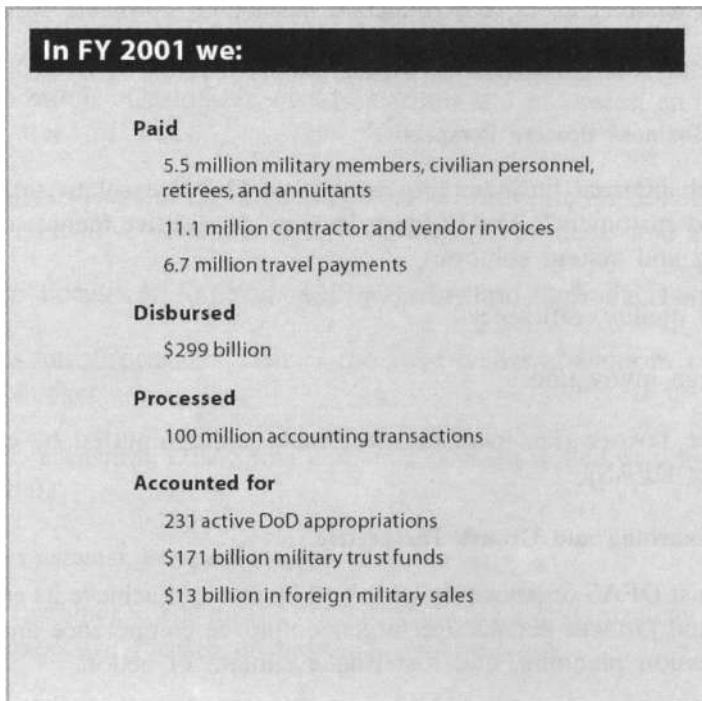 In FY 2001 we:
Paid
5.5 million military members, civilian personnel,
retirees, and annuitants
11.1 million contractor and vendor invoices
6.7 million travel payments
Disbursed
$299 billion
Processed
100 million accounting transactions
Accounted for
231 active DoD appropriations
$171 billion military trust funds
$13 billion in foreign military sales